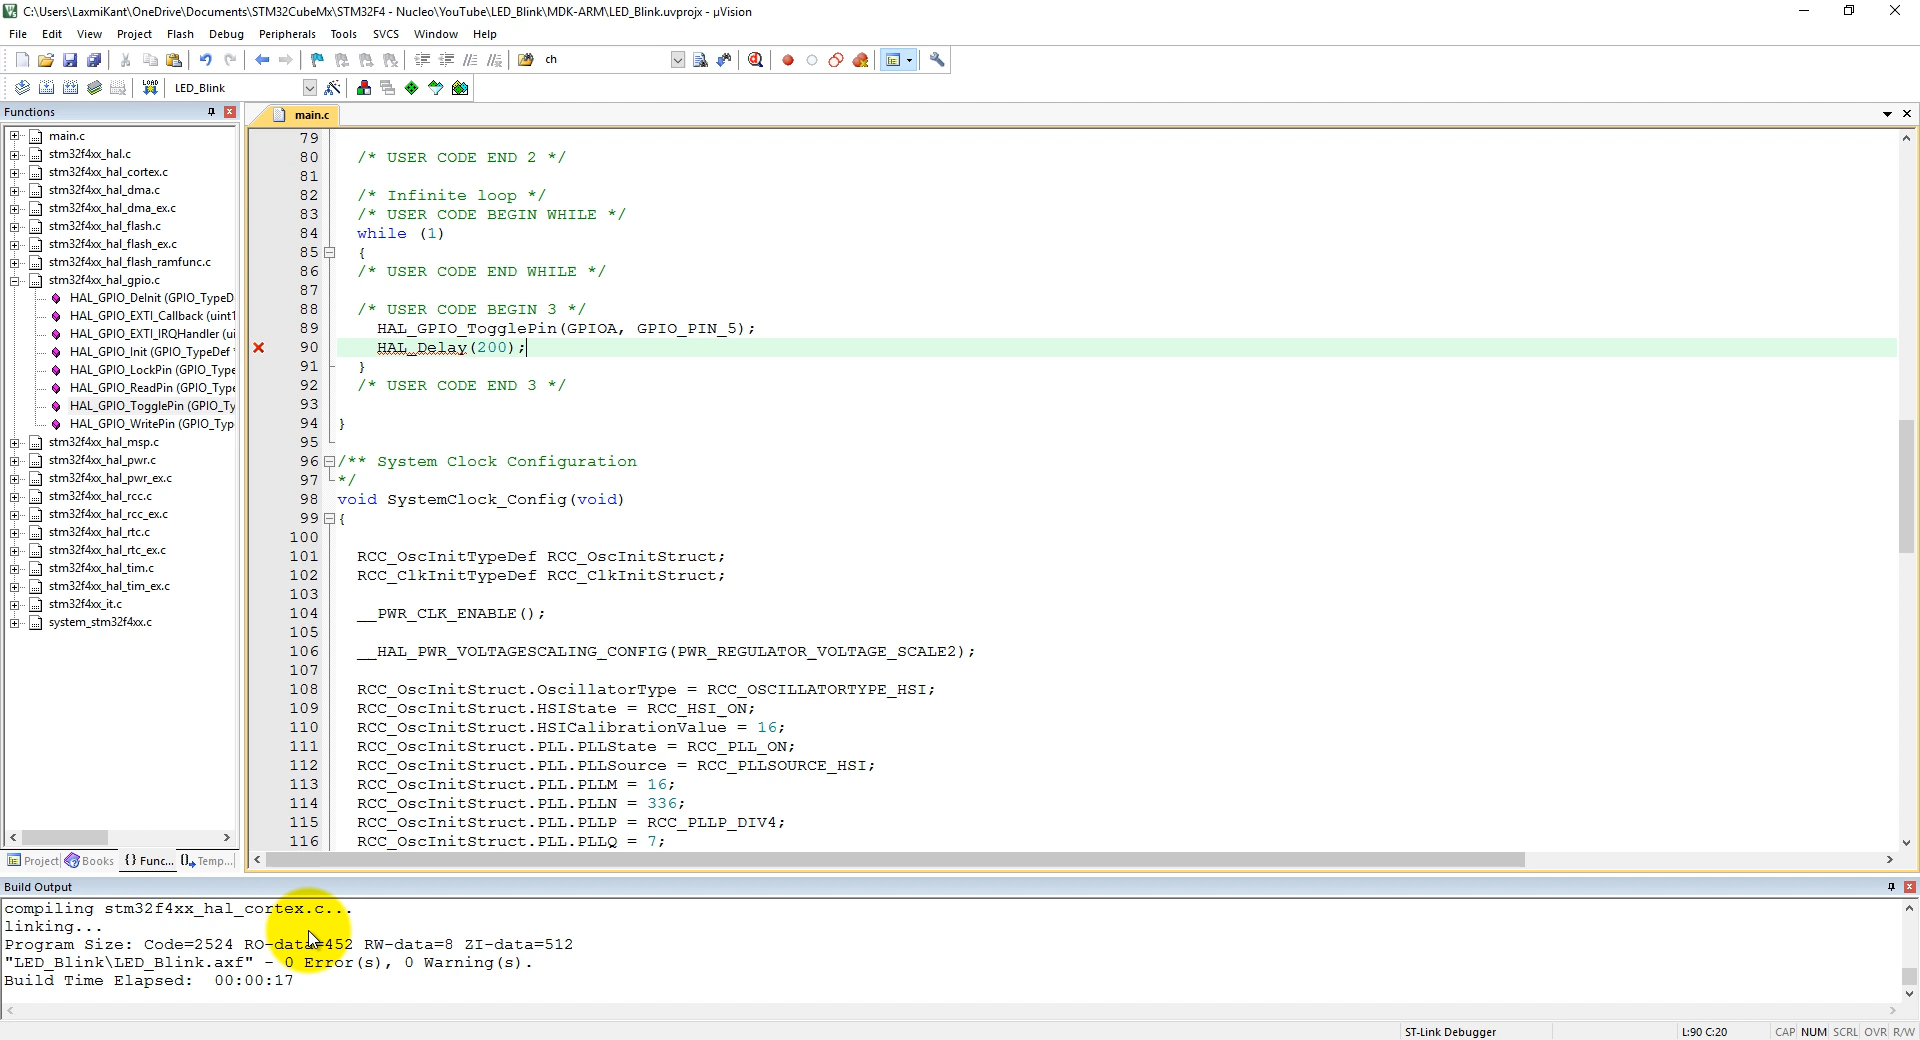 C:\Users\LaxmiKant\OneDrive\Documents\STM32CubeMx\STM32F4 - Nucleo\YouTube\LED_Blink\MDK-ARM\LED_Blink.uvprojx - µVision
File Edit View Project Flash Debug Peripherals Tools SVCS Window Help
ch
LOAD LED_Blink
Functions
main.c
stm32f4xx_hal.c
stm32f4xx_hal_cortex.c
stm32f4xx_hal_dma.c
stm32f4xx_hal_dma_ex.c
stm32f4xx_hal_flash.c
stm32f4xx_hal_flash_ex.c
stm32f4xx_hal_flash_ramfunc.c
stm32f4xx_hal_gpio.c
HAL_GPIO_DeInit (GPIO_TypeD
HAL_GPIO_EXTI_Callback (uint1
HAL_GPIO_EXTI_IRQHandler (ui
HAL_GPIO_Init (GPIO_TypeDef *
HAL_GPIO_LockPin (GPIO_Type
HAL_GPIO_ReadPin (GPIO_Type
HAL_GPIO_TogglePin (GPIO_Ty
HAL_GPIO_WritePin (GPIO_Typ
stm32f4xx_hal_msp.c
stm32f4xx_hal_pwr.c
stm32f4xx_hal_pwr_ex.c
stm32f4xx_hal_rcc.c
stm32f4xx_hal_rcc_ex.c
stm32f4xx_hal_rtc.c
stm32f4xx_hal_rtc_ex.c
stm32f4xx_hal_tim.c
stm32f4xx_hal_tim_ex.c
stm32f4xx_it.c
system_stm32f4xx.c
Project Books {} Func... Temp...
main.c
79
80 /* USER CODE END 2 */
81
82 /* Infinite loop */
83 /* USER CODE BEGIN WHILE */
84 while (1)
85 {
86 /* USER CODE END WHILE */
87
88 /* USER CODE BEGIN 3 */
89 HAL_GPIO_TogglePin(GPIOA, GPIO_PIN_5);
90 HAL_Delay(200);
91 }
92 /* USER CODE END 3 */
93
94 }
95
96 /** System Clock Configuration
97 */
98 void SystemClock_Config(void)
99 {
100
101 RCC_OscInitTypeDef RCC_OscInitStruct;
102 RCC_ClkInitTypeDef RCC_ClkInitStruct;
103
104 __PWR_CLK_ENABLE();
105
106 __HAL_PWR_VOLTAGESCALING_CONFIG(PWR_REGULATOR_VOLTAGE_SCALE2);
107
108 RCC_OscInitStruct.OscillatorType = RCC_OSCILLATORTYPE_HSI;
109 RCC_OscInitStruct.HSIState = RCC_HSI_ON;
110 RCC_OscInitStruct.HSICalibrationValue = 16;
111 RCC_OscInitStruct.PLL.PLLState = RCC_PLL_ON;
112 RCC_OscInitStruct.PLL.PLLSource = RCC_PLLSOURCE_HSI;
113 RCC_OscInitStruct.PLL.PLLM = 16;
114 RCC_OscInitStruct.PLL.PLLN = 336;
115 RCC_OscInitStruct.PLL.PLLP = RCC_PLLP_DIV4;
116 RCC_OscInitStruct.PLL.PLLQ = 7;
Build Output
compiling stm32f4xx_hal_cortex.c...
linking...
Program Size: Code=2524 RO-data=452 RW-data=8 ZI-data=512
"LED_Blink\LED_Blink.axf" - 0 Error(s), 0 Warning(s).
Build Time Elapsed: 00:00:17
ST-Link Debugger L:90 C:20 CAP NUM SCRL OVR R/W